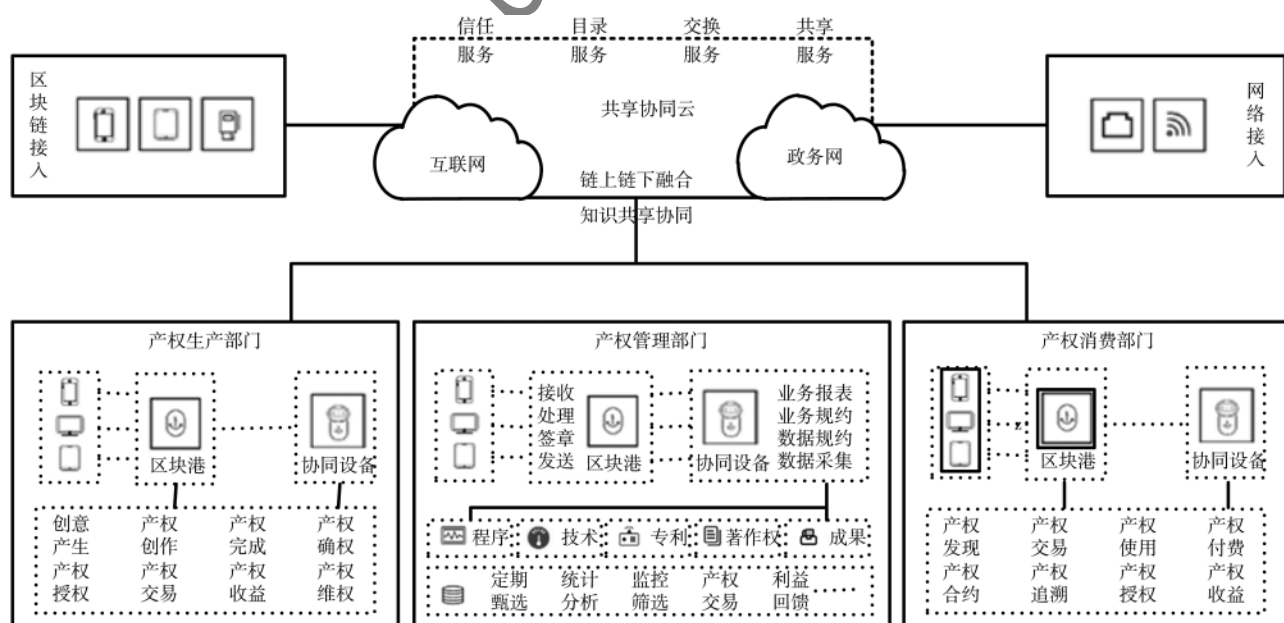 信任 目录 交换 共享
服务 服务 服务 服务
区块链接入
共享协同云
网络接入
互联网
政务网
链上链下融合
知识共享协同
产权生产部门
区块港
协同设备
创意 产权 产权 产权
产生 创作 完成 确权
产权 产权 产权 产权
授权 交易 收益 维权
产权管理部门
接收
处理
签章
发送
区块港
协同设备
业务报表
业务规约
数据规约
数据采集
程序 技术 专利 著作权 成果
定期 统计 监控 产权 利益
甄选 分析 筛选 交易 回馈 ......
产权消费部门
z
区块港
协同设备
产权 产权 产权 产权
发现 交易 使用 付费
产权 产权 产权 产权
合约 追溯 授权 收益